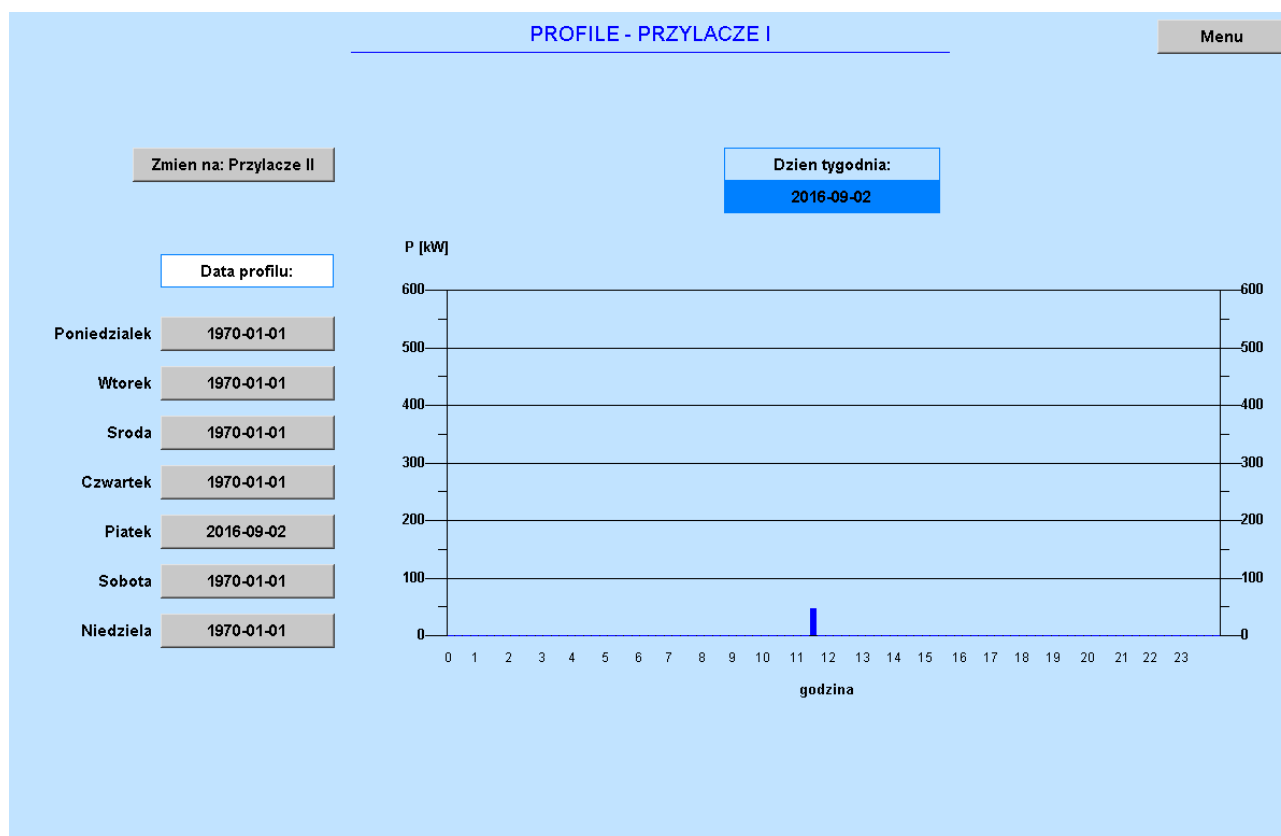 PROFILE - PRZYLACZE I
Menu
Zmien na: Przylacze II
Dzien tygodnia:
2016-09-02
Data profilu:
Poniedzialek 1970-01-01
Wtorek 1970-01-01
Sroda 1970-01-01
Czwartek 1970-01-01
Piatek 2016-09-02
Sobota 1970-01-01
Niedziela 1970-01-01
P [kW]
600 600
500 500
400 400
300 300
200 200
100 100
0 0
0 1 2 3 4 5 6 7 8 9 10 11 12 13 14 15 16 17 18 19 20 21 22 23
godzina